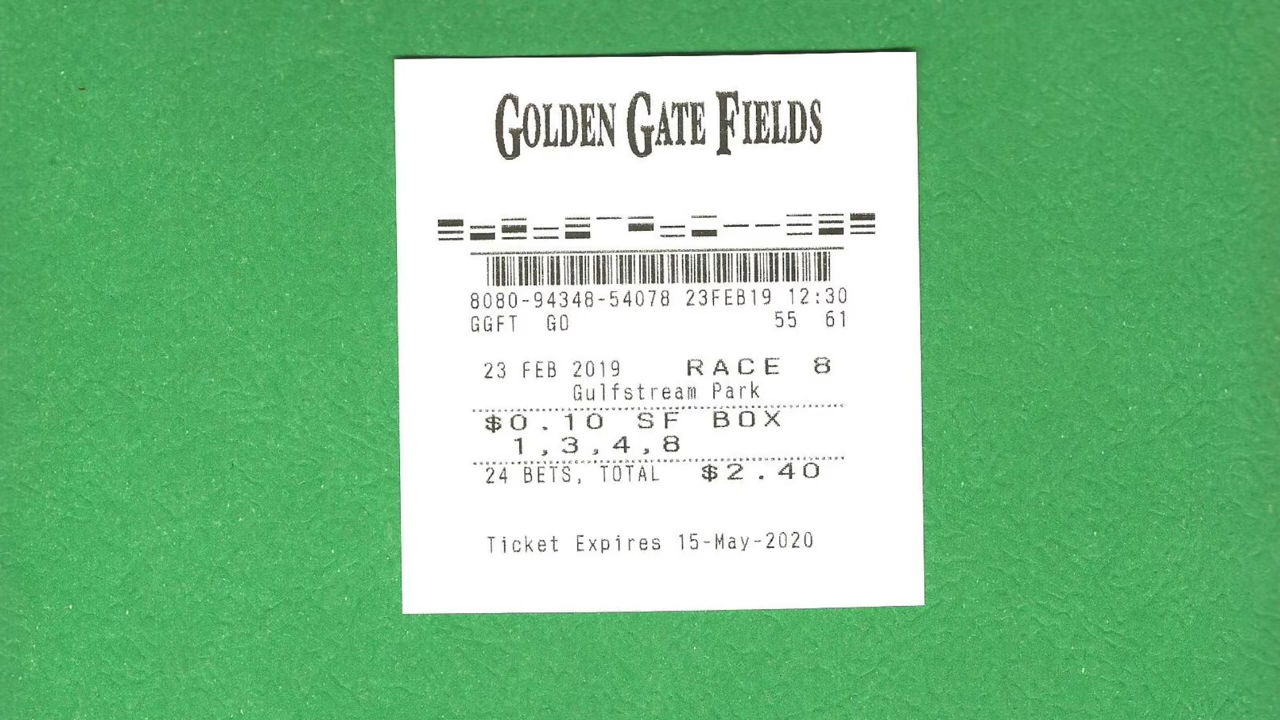 GOLDEN GATE FIELDS
8080-94348-54078 23FEB19 12:30
GGFT GO 55 61
23 FEB 2019 RACE 8
Gulfstream Park
$0.10 SF BOX
1,3,4,8
24 BETS, TOTAL $2.40
Ticket Expires 15-May-2020